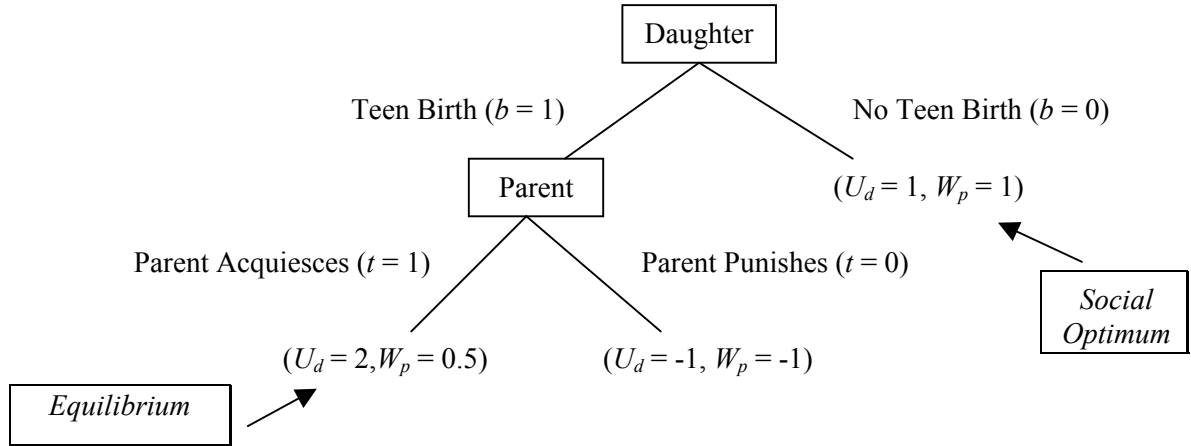 Daughter
Teen Birth (b = 1)
No Teen Birth (b = 0)
Parent
(U_d = 1, W_p = 1)
Parent Acquiesces (t = 1)
Parent Punishes (t = 0)
Social
Optimum
(U_d = 2,W_p = 0.5)
(U_d = -1, W_p = -1)
Equilibrium